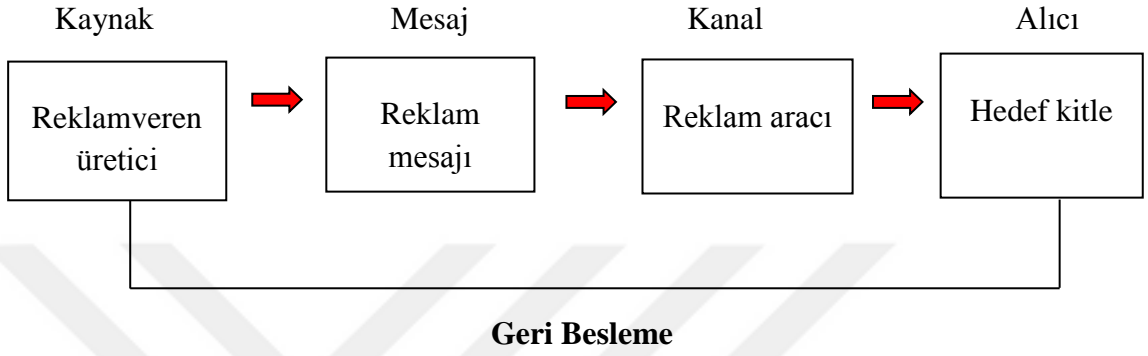 Kaynak
Mesaj
Kanal
Alıcı
Reklamveren
üretici
Reklam
mesajı
Reklam aracı
Hedef kitle
Geri Besleme